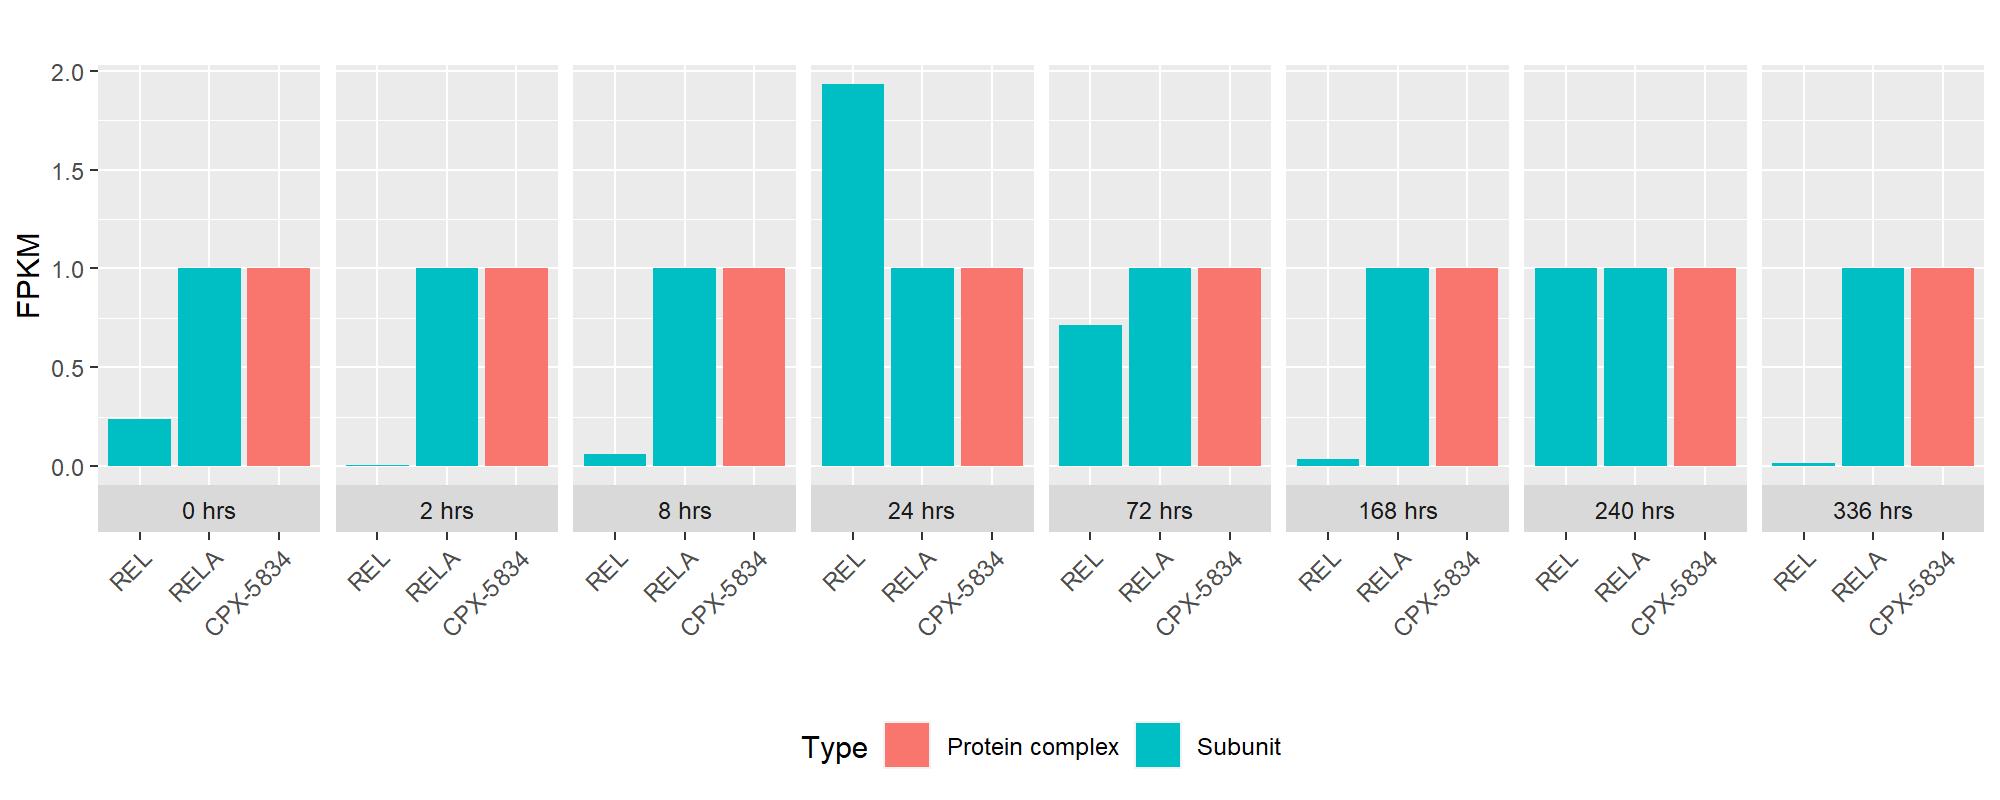 FPKM
2.0
1.5
1.0
0.5
0.0
0 hrs 2 hrs 8 hrs 24 hrs 72 hrs 168 hrs 240 hrs 336 hrs
REL RELA CPX-5834 REL RELA CPX-5834 REL RELA CPX-5834 REL RELA CPX-5834 REL RELA CPX-5834 REL RELA CPX-5834 REL RELA CPX-5834 REL RELA CPX-5834
Type Protein complex Subunit